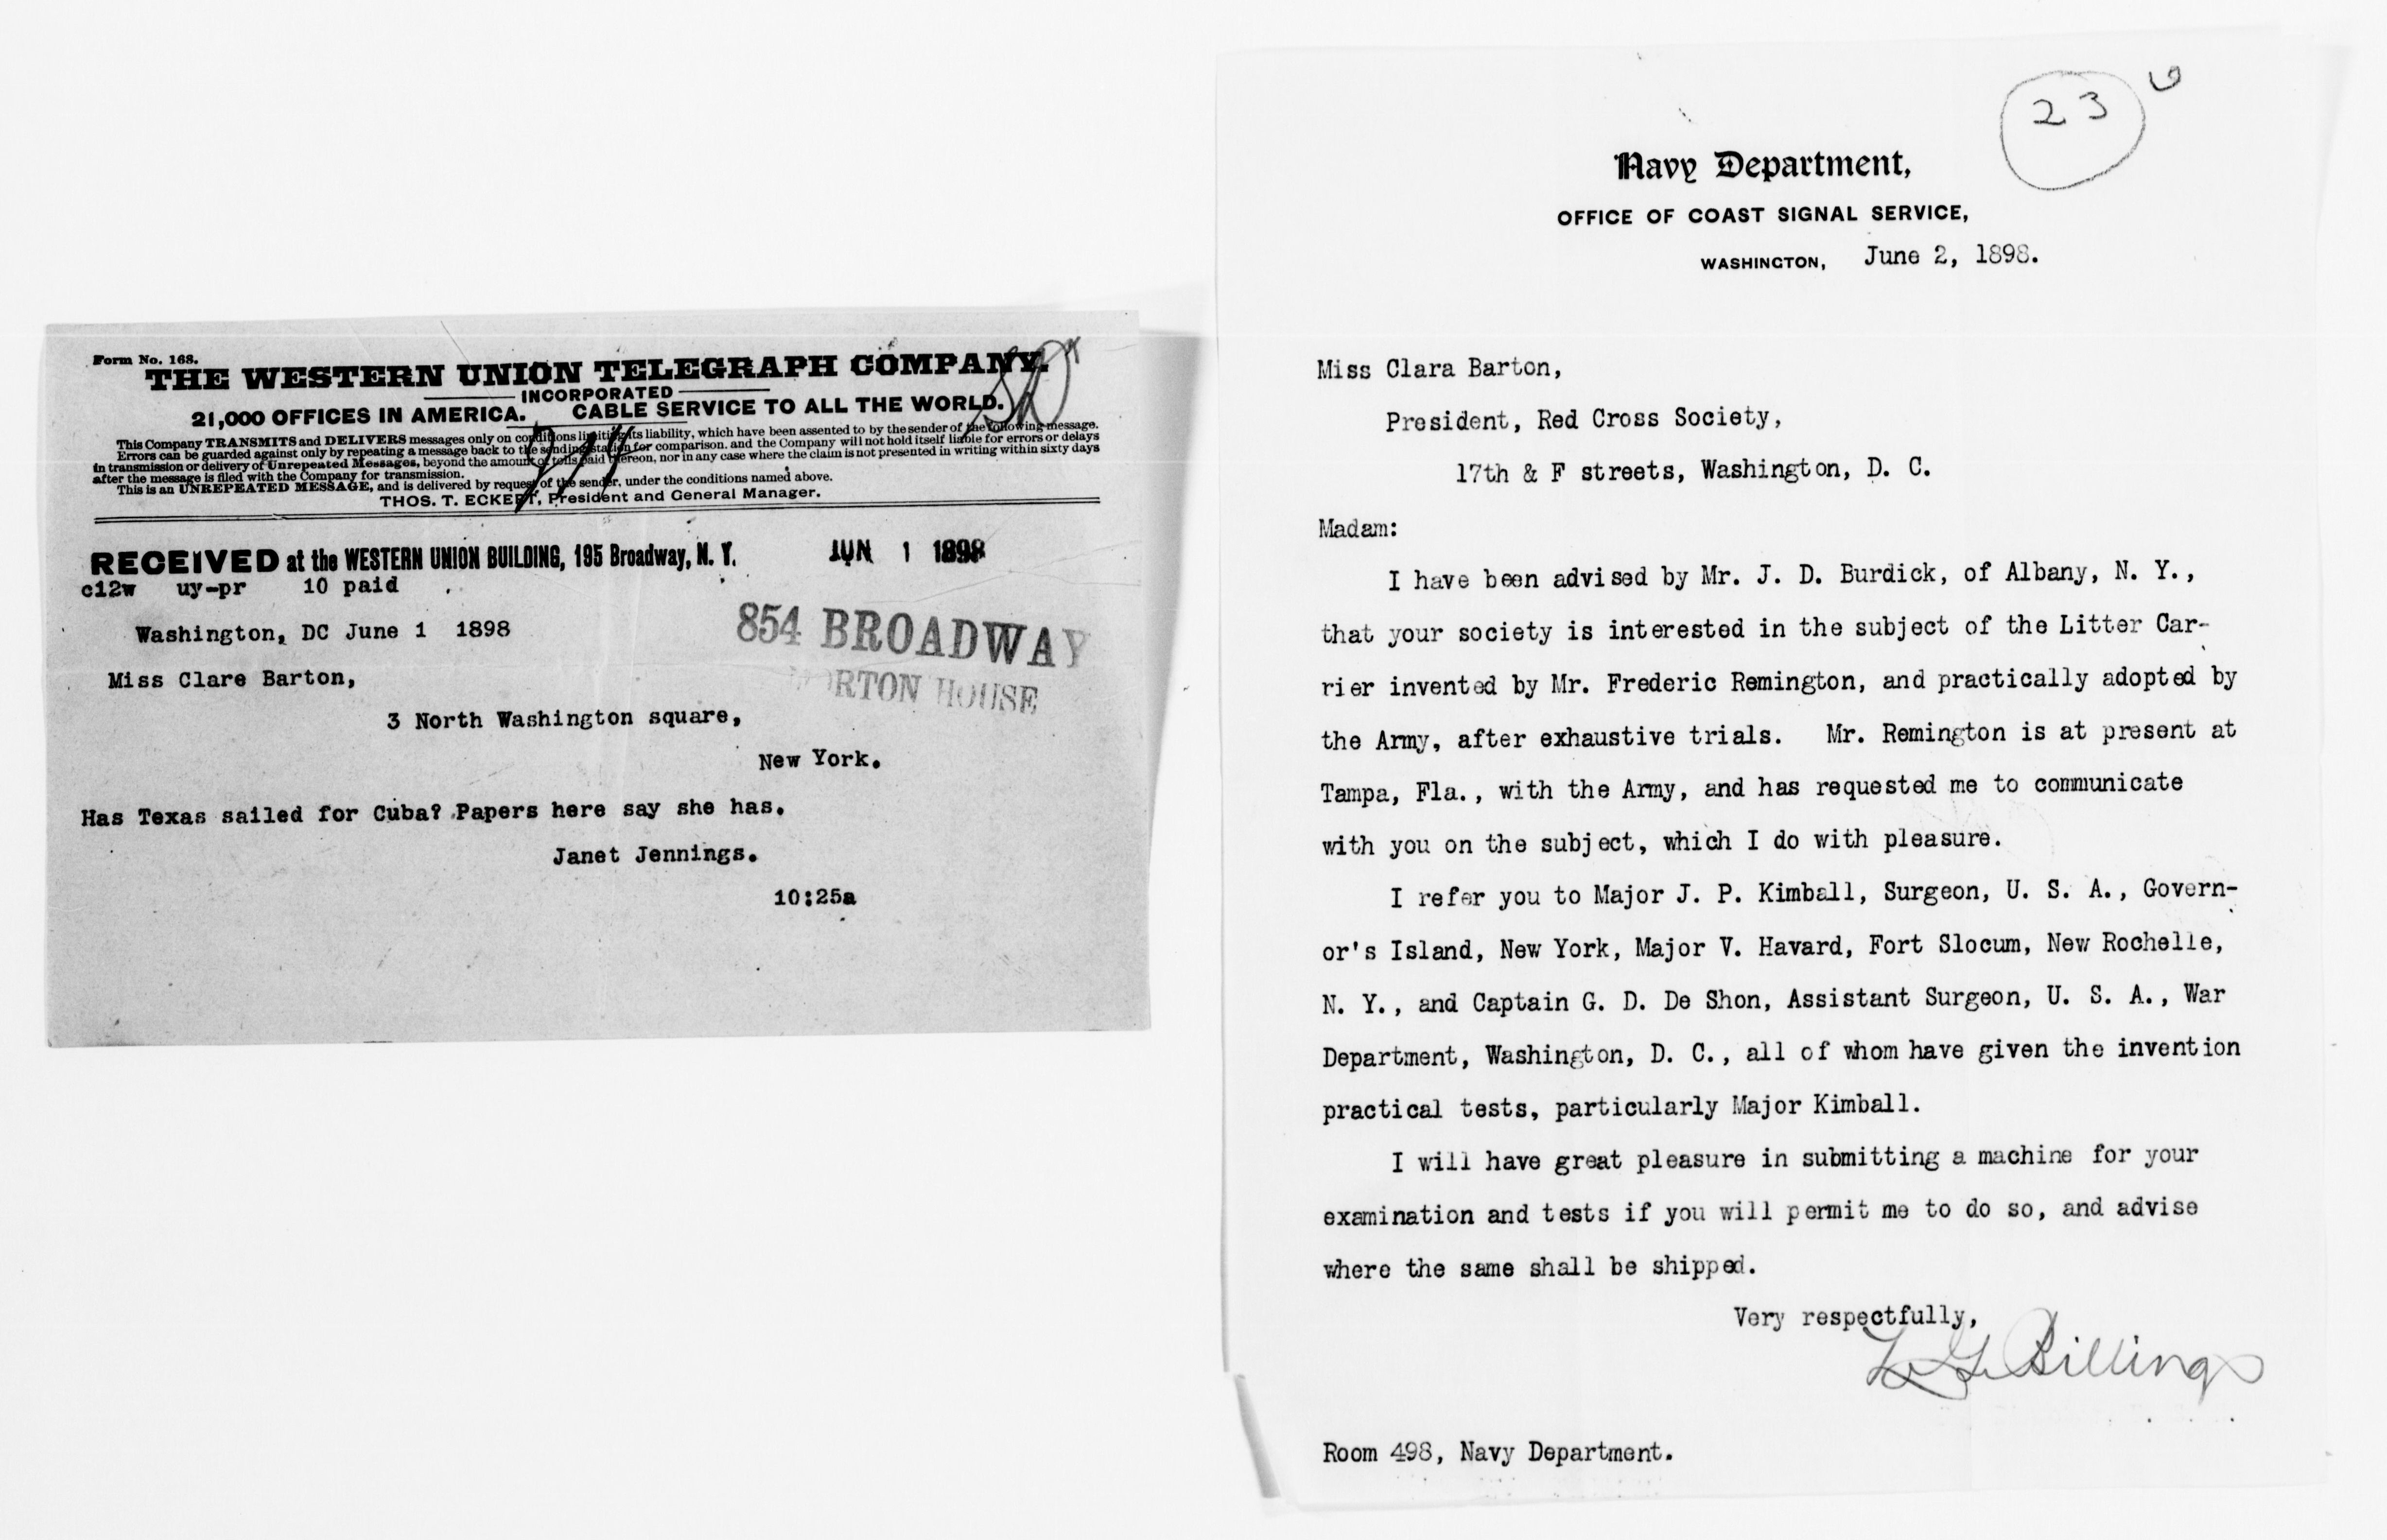 Form No. 168.
THE WESTERN UNION TELEGRAPH COMPANY.
INCORPORATED
21,000 OFFICES IN AMERICA. CABLE SERVICE TO ALL THE WORLD.
This Company TRANSMITS and DELIVERS messages only on conditions limiting its liability, which have been assented to by the sender of the following message.
Errors can be guarded against only by repeating a message back to the sending station for comparison, and the Company will not hold itself liable for errors or delays
in transmission or delivery of Unrepeated Messages, beyond the amount of tolls paid thereon, nor in any case where the claim is not presented in writing within sixty days
after the message is filed with the Company for transmission.
This is an UNREPEATED MESSAGE, and is delivered by request of the sender, under the conditions named above.
THOS. T. ECKERT, President and General Manager.
RECEIVED at the WESTERN UNION BUILDING, 195 Broadway, N. Y. JUN 1 1898
c12w uy-pr 10 paid
854 BROADWAY
Washington, DC June 1 1898
RTON HOUSE
Miss Clare Barton,
3 North Washington square,
New York.
Has Texas sailed for Cuba? Papers here say she has.
Janet Jennings.
10:25a
23
Navy Department,
OFFICE OF COAST SIGNAL SERVICE,
WASHINGTON, June 2, 1898.
Miss Clara Barton,
President, Red Cross Society,
17th & F streets, Washington, D. C.
Madam:
I have been advised by Mr. J. D. Burdick, of Albany, N. Y.,
that your society is interested in the subject of the Litter Car-
rier invented by Mr. Frederic Remington, and practically adopted by
the Army, after exhaustive trials. Mr. Remington is at present at
Tampa, Fla., with the Army, and has requested me to communicate
with you on the subject, which I do with pleasure.
I refer you to Major J. P. Kimball, Surgeon, U. S. A., Govern-
or's Island, New York, Major V. Havard, Fort Slocum, New Rochelle,
N. Y., and Captain G. D. De Shon, Assistant Surgeon, U. S. A., War
Department, Washington, D. C., all of whom have given the invention
practical tests, particularly Major Kimball.
I will have great pleasure in submitting a machine for your
examination and tests if you will permit me to do so, and advise
where the same shall be shipped.
Very respectfully,
L G Billings
Room 498, Navy Department.